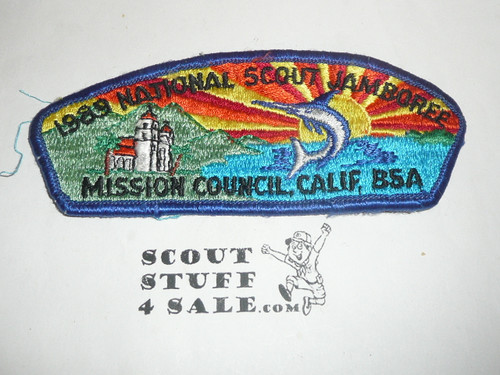 1989 NATIONAL SCOUT JAMBOREE
MISSION COUNCIL, CALIF, BSA
SCOUT
STUFF
4 SALE.COM